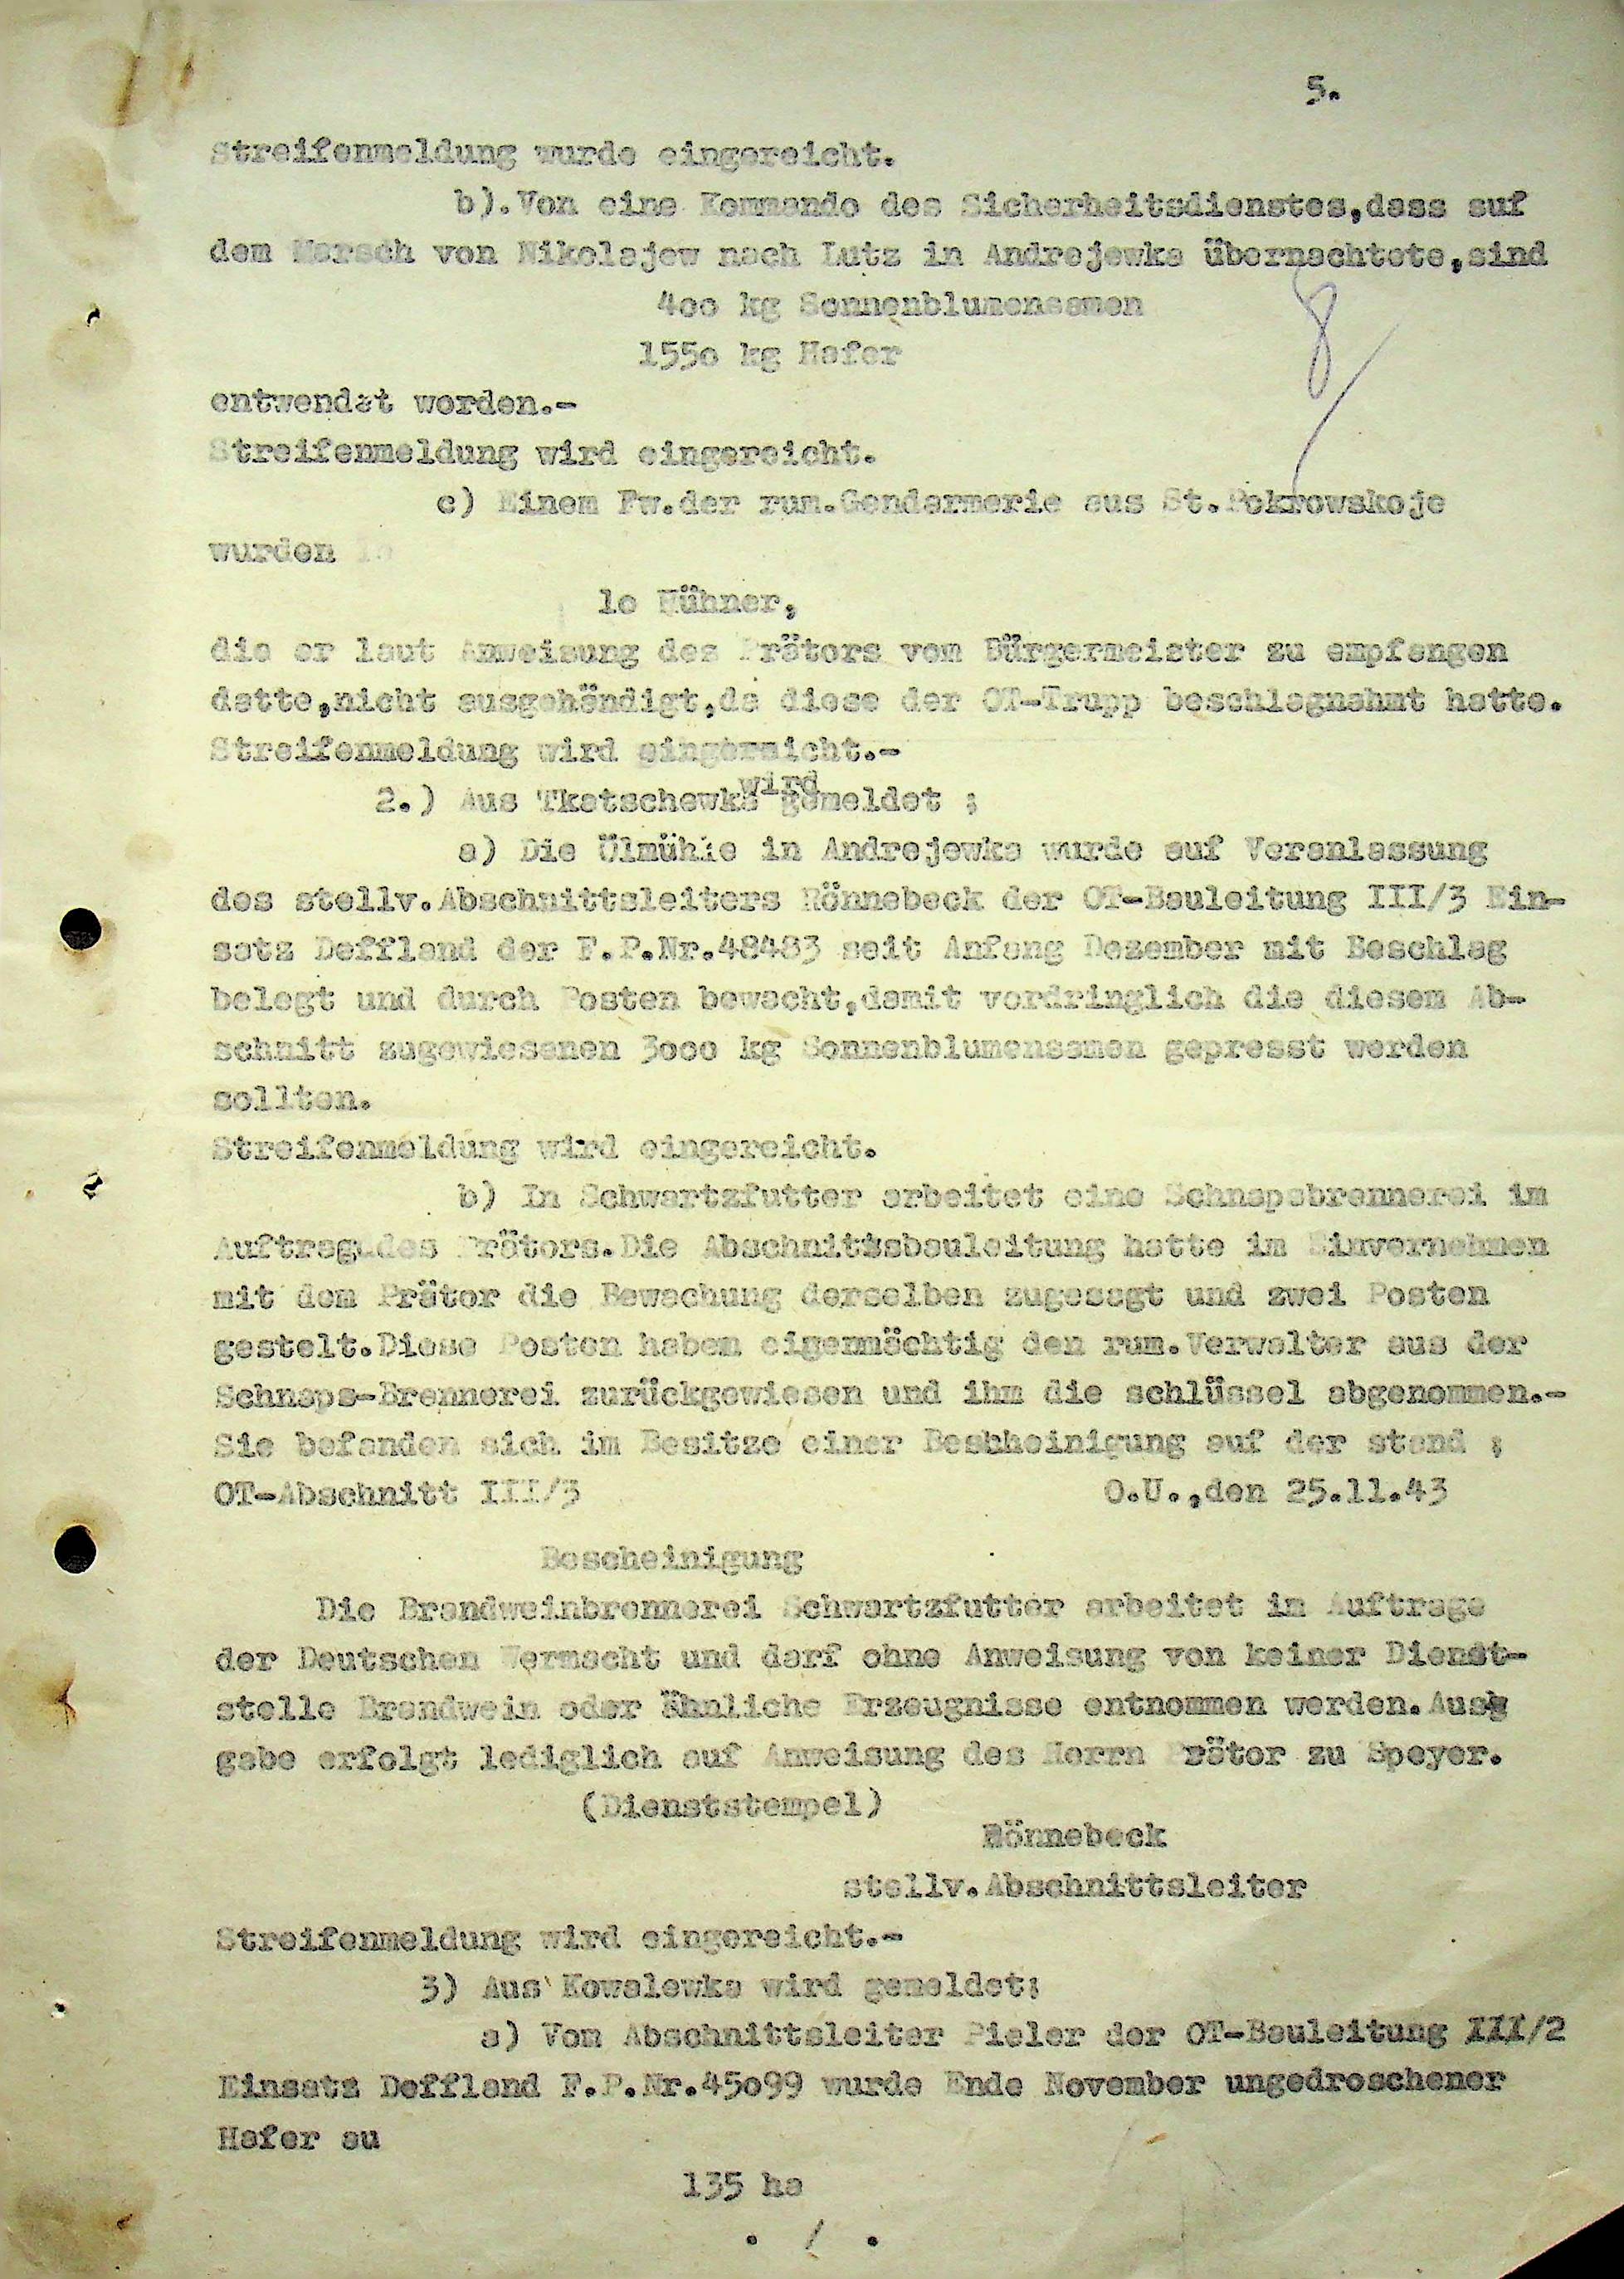 5.
Streifenmeldung wurde eingereicht.
b).Von eine Kommando des Sicherheitsdienstes,dass auf
dem Marsch von Nikolajew nach Lutz in Andrejewka übernachtete,sind
4oo kg Sonnenblumensamen
155o kg Hafer
entwendet worden.-
Streifenmeldung wird eingereicht.
c) Einem Fw.der rum.Gendarmerie aus St.Pokrowskoje
wurden 1o
1o Hühner,
die er laut Anweisung des Prätors vom Bürgermeister zu empfangen
datte,nicht ausgehändigt,da diese der OT-Trupp beschlagnahmt hatte.
Streifenmeldung wird eingereicht.-
2.) Aus Tkatschewka wird gemeldet ;
a) Die Ölmühle in Andrejewka wurde auf Veranlassung
des stellv.Abschnittsleiters Rönnebeck der OT-Bauleitung III/3 Ein-
satz Deffland der F.P.Nr.48483 seit Anfang Dezember mit Beschlag
belegt und durch Posten bewacht,damit vordringlich die diesem Ab-
schnitt zugewiesenen 3ooo kg Sonnenblumensamen gepresst werden
sollten.
Streifenmeldung wird eingereicht.
b) In Schwartzfutter arbeitet eine Schnapsbrennerei im
Auftrag des Prätors.Die Abschnittsbauleitung hatte im Einvernehmen
mit dem Prätor die Bewachung derselben zugesagt und zwei Posten
gestelt.Diese Posten haben eigenmächtig den rum.Verwalter aus der
Schnaps-Brennerei zurückgewiesen und ihm die schlüssel abgenommen.-
Sie befanden sich im Besitze einer Bescheinigung auf der stand ;
OT-Abschnitt III/3 O.U.,den 25.11.43
Bescheinigung
Die Brandweinbrennerei Schwartzfutter arbeitet im Auftrage
der Deutschen Wermacht und darf ohne Anweisung von keiner Dienst-
stelle Brandwein oder Ähnliche Erzeugnisse entnommen werden.Aus-
gabe erfolgt lediglich auf Anweisung des Herrn Prätor zu Speyer.
(Dienststempel)
Rönnebeck
stellv.Abschnittsleiter
Streifenmeldung wird eingereicht.-
3) Aus Kowalewka wird gemeldet;
a) Vom Abschnittsleiter Pieler der OT-Bauleitung III/2
Einsatz Deffland F.P.Nr.45o99 wurde Ende November ungedroschener
Hafer au
135 ha
. / .